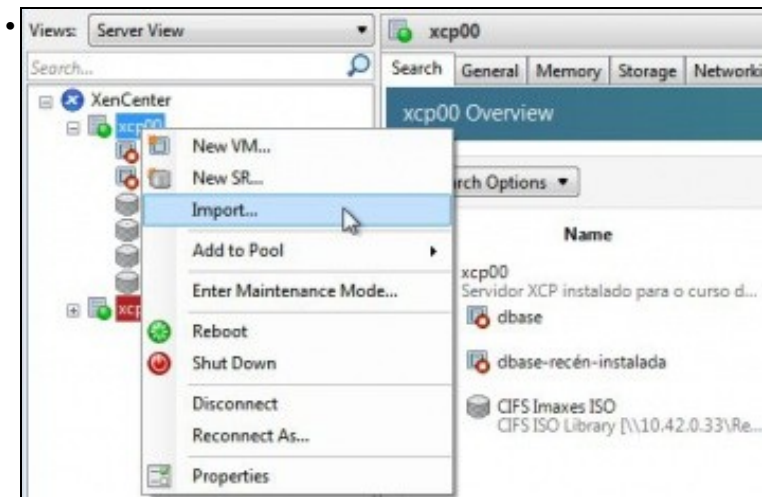 Views: Server View
xcp00
Search...
Search General Memory Storage
XenCenter
xcp00 Overview
xcp00
New VM...
New SR...
Import...
Add to Pool
Enter Maintenance Mode...
Reboot
Shut Down
Disconnect
Reconnect As...
Properties
Options
Name
xcp00
Servidor XCP instalado para o curso d...
dbase
dbase-recén-instalada
CIFS Imaxes ISO
CIFS ISO Library [\\10.42.0.33\Re...